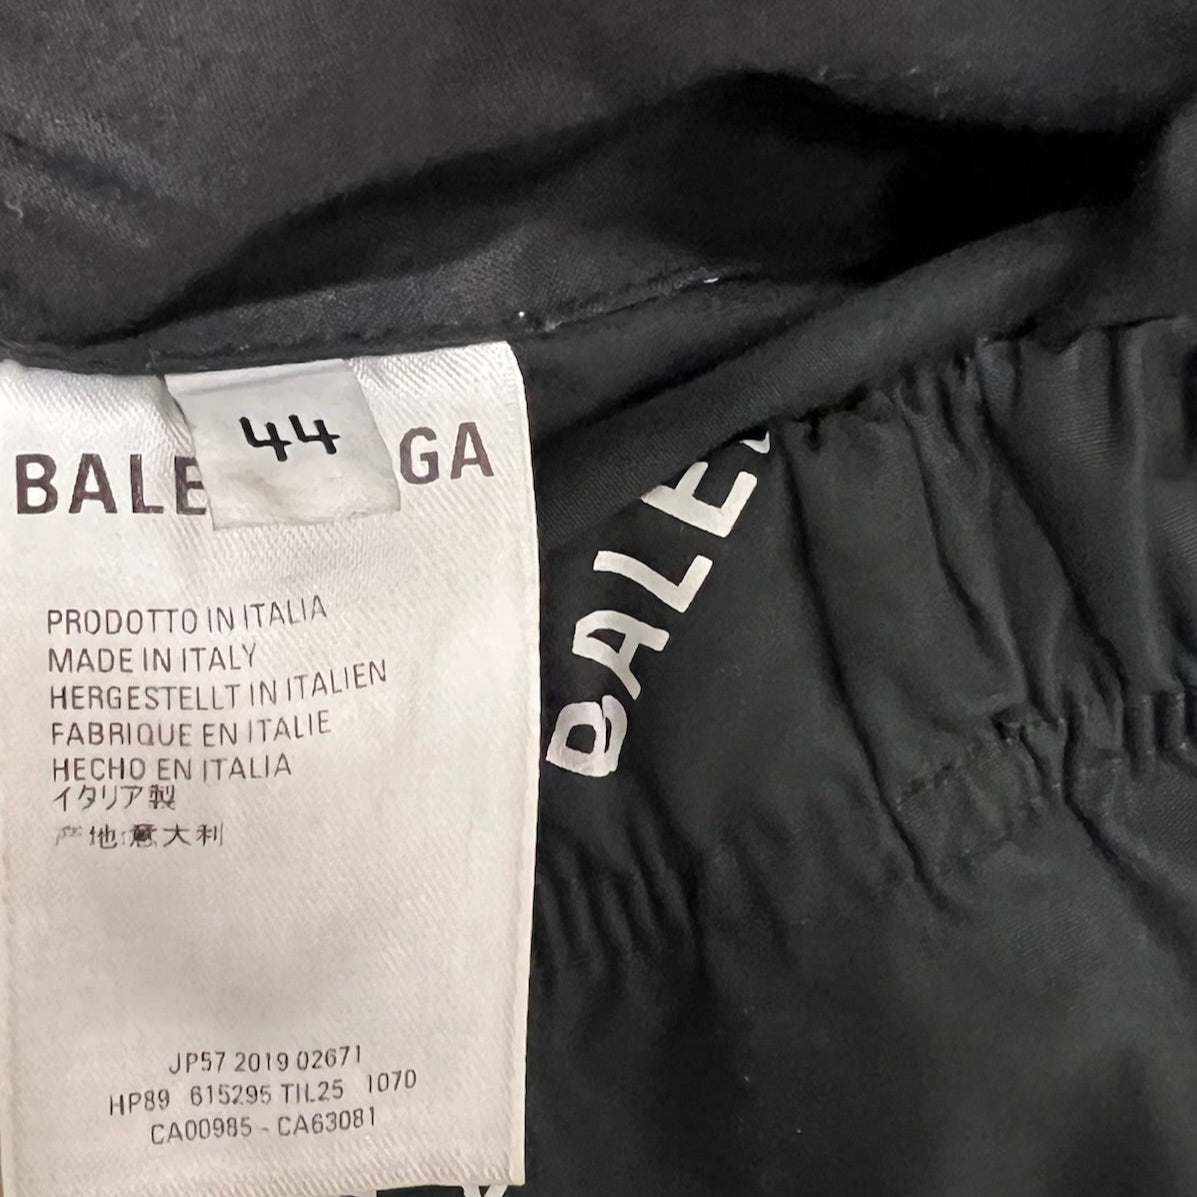 44
BALE GA
PRODOTTO IN ITALIA
MADE IN ITALY
HERGESTELLT IN ITALIEN
FABRIQUE EN ITALIE
HECHO EN ITALIA
イタリア製
产地:意大利
JP57 2019 02671
HP89 615295 TIL25 1070
CA00985 - CA63081
BALE